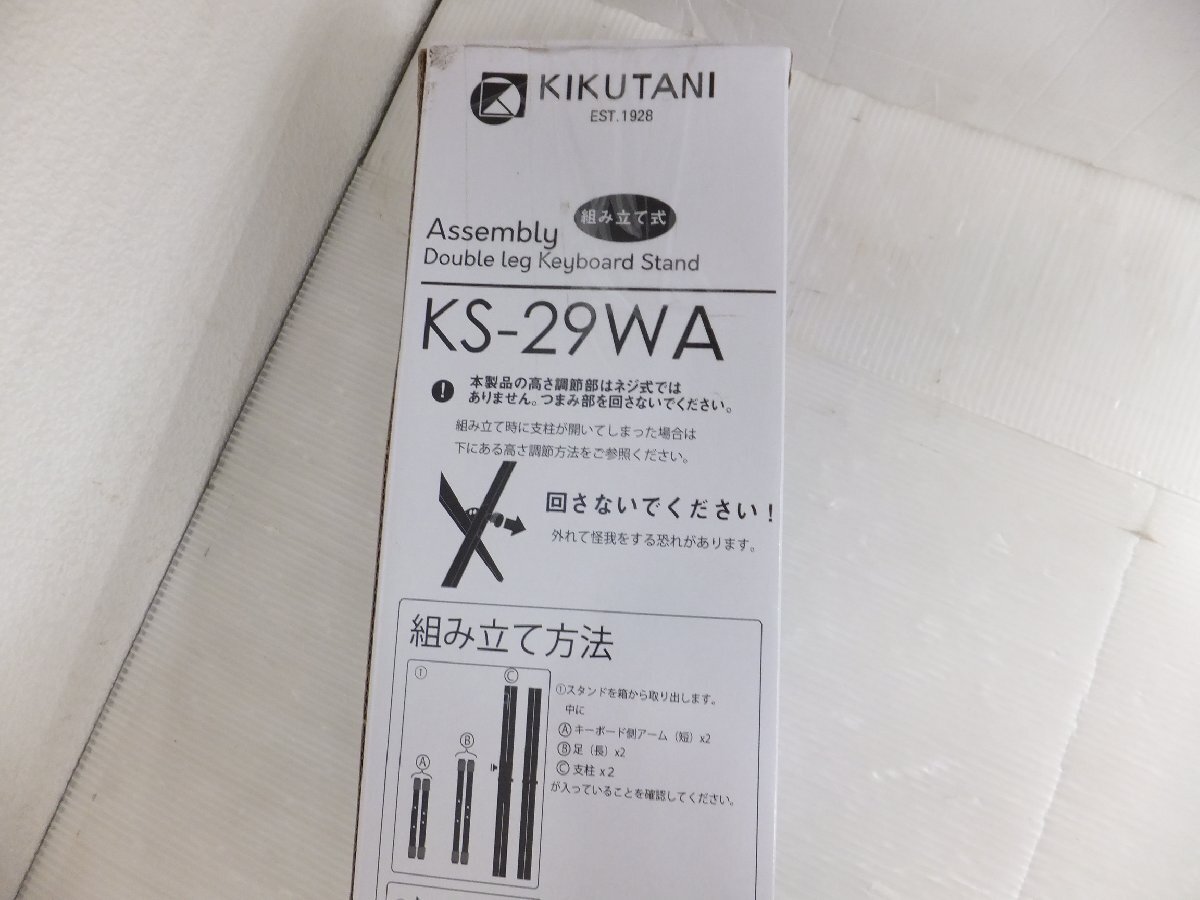 KIKUTANI
EST.1928
組み立て式
Assembly
Double leg Keyboard Stand
KS-29WA
! 本製品の高さ調節部はネジ式では
ありません。つまみ部を回さないでください。
組み立て時に支柱が開いてしまった場合は
下にある高さ調節方法をご参照ください。
回さないでください！
外れて怪我をする恐れがあります。
組み立て方法
①
Ⓒ
Ⓑ
Ⓐ
①スタンドを箱から取り出します。
中に
Ⓐ キーボード側アーム（短）x2
Ⓑ 足（長）x2
Ⓒ 支柱 x 2
が入っていることを確認してください。